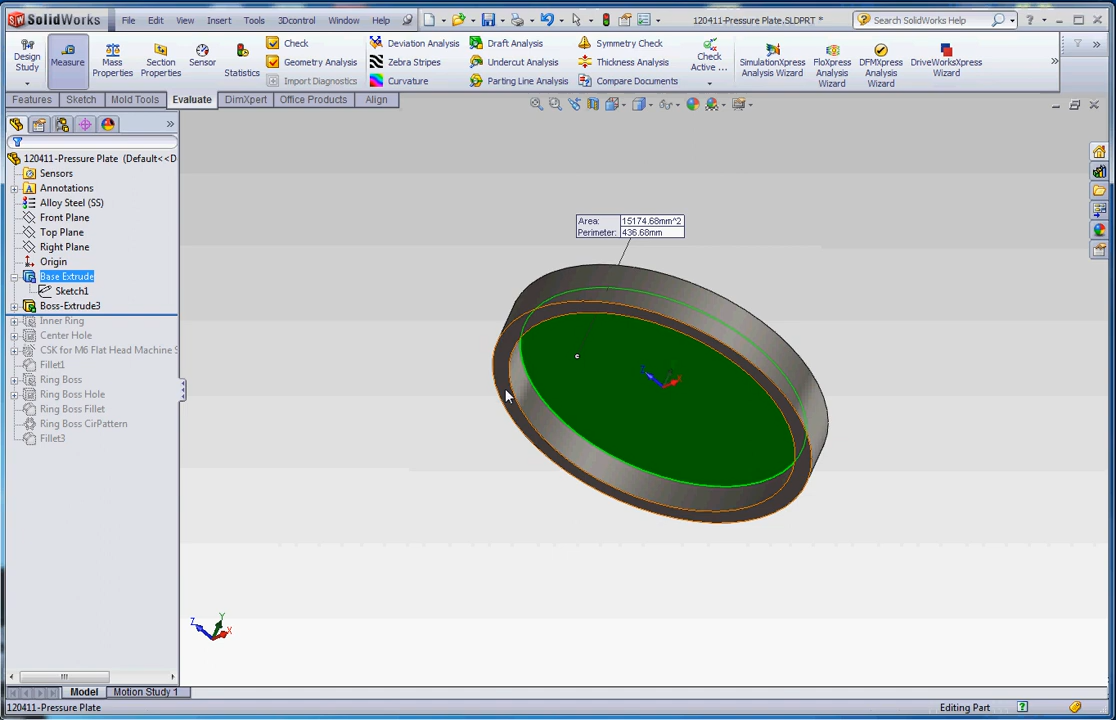 SolidWorks File Edit View Insert Tools 3Dcontrol Window Help 120411-Pressure Plate.SLDPRT * Search SolidWorks Help
Design Study
Measure
Mass Properties
Section Properties
Sensor
Statistics
Check
Geometry Analysis
Import Diagnostics
Deviation Analysis
Zebra Stripes
Curvature
Draft Analysis
Undercut Analysis
Parting Line Analysis
Symmetry Check
Thickness Analysis
Compare Documents
Check Active ...
SimulationXpress Analysis Wizard
FloXpress Analysis Wizard
DFMXpress Analysis Wizard
DriveWorksXpress Wizard
Features Sketch Mold Tools Evaluate DimXpert Office Products Align
120411-Pressure Plate (Default<<D
Sensors
Annotations
Alloy Steel (SS)
Front Plane
Top Plane
Right Plane
Origin
Base Extrude
Sketch1
Boss-Extrude3
Inner Ring
Center Hole
CSK for M6 Flat Head Machine S
Fillet1
Ring Boss
Ring Boss Hole
Ring Boss Fillet
Ring Boss CirPattern
Fillet3
Area: 15174.68mm^2
Perimeter: 436.68mm
Y
Z
X
Model Motion Study 1
Pressure Plate
Editing Part